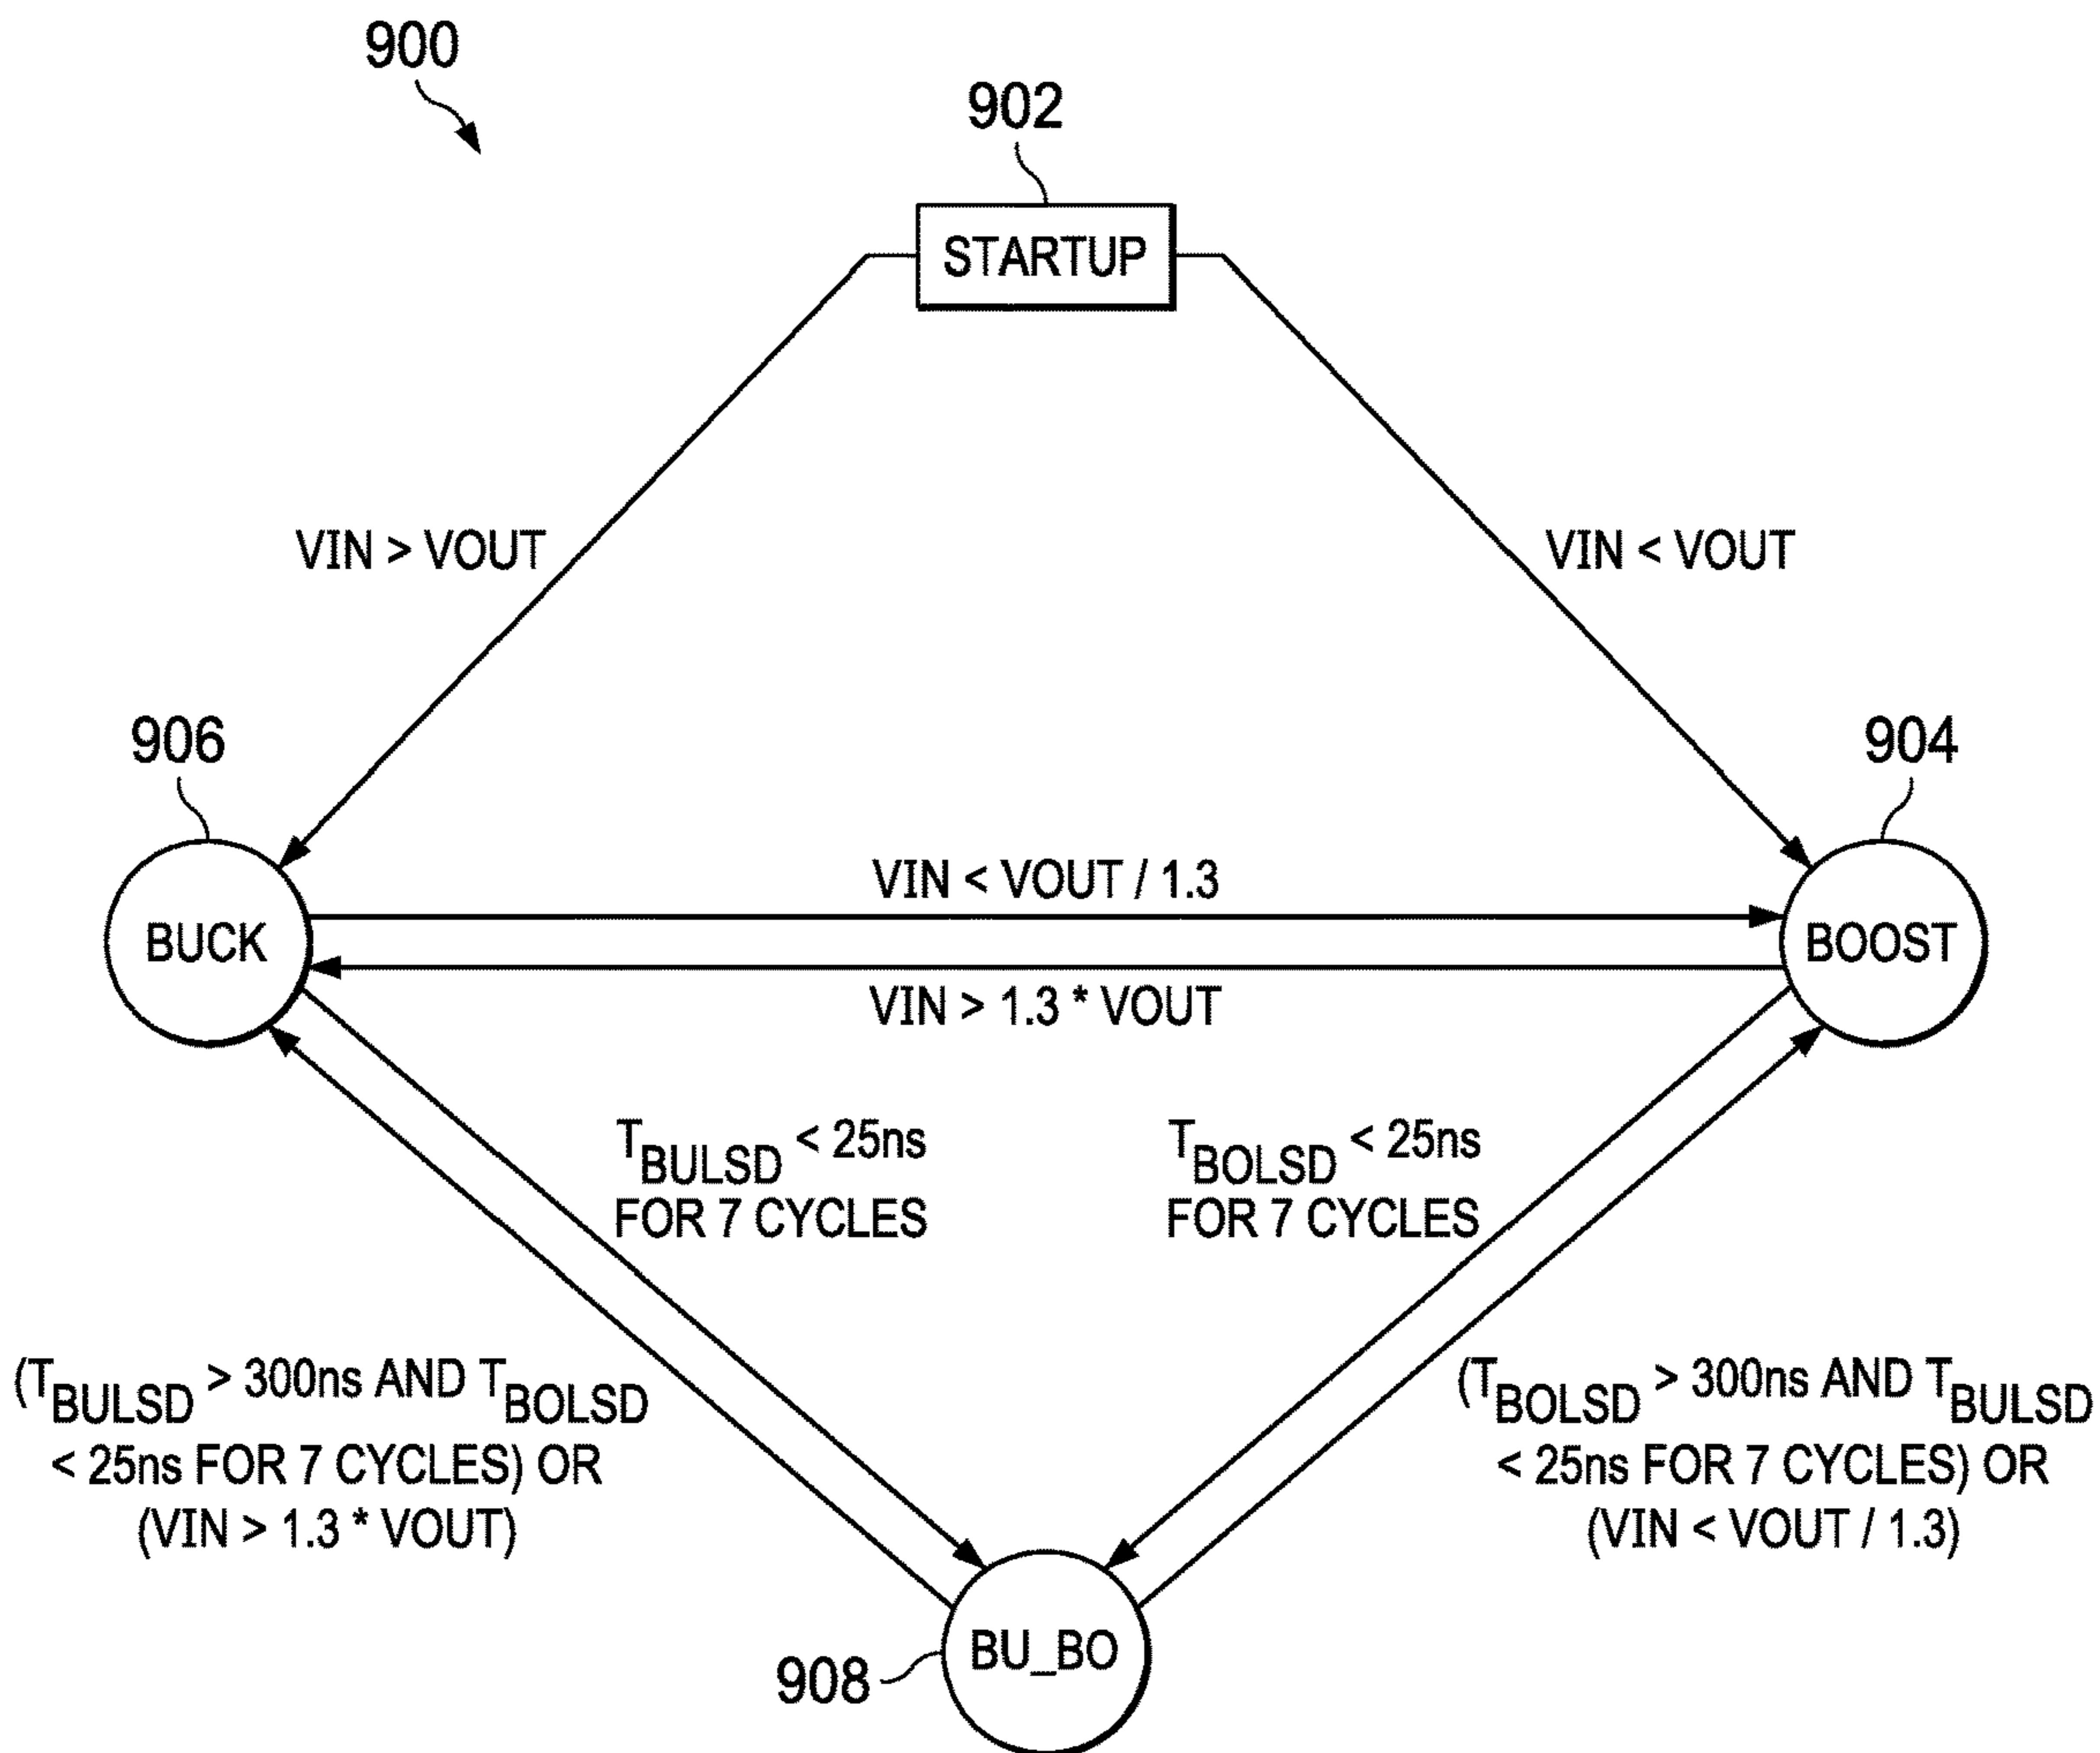 900
902
STARTUP
VIN > VOUT
VIN < VOUT
906
904
VIN < VOUT / 1.3
BUCK
BOOST
VIN > 1.3 * VOUT
TBULSD < 25ns
FOR 7 CYCLES
TBOLSD < 25ns
FOR 7 CYCLES
(TBULSD > 300ns AND TBOLSD
< 25ns FOR 7 CYCLES) OR
(VIN > 1.3 * VOUT)
(TBOLSD > 300ns AND TBULSD
< 25ns FOR 7 CYCLES) OR
(VIN < VOUT / 1.3)
BU_BO
908